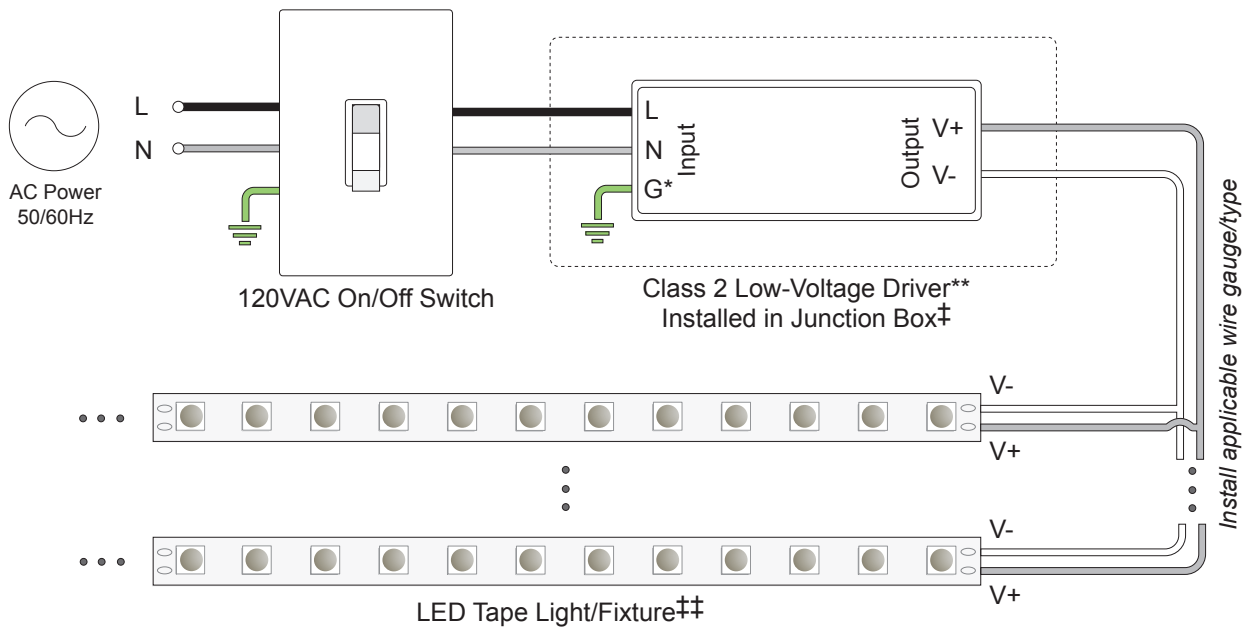 L
N
AC Power
50/60Hz
120VAC On/Off Switch
L
N
G*
Input
Output
V+
V-
Class 2 Low-Voltage Driver**
Installed in Junction Box‡
Install applicable wire gauge/type
V-
V+
V-
V+
LED Tape Light/Fixture‡‡